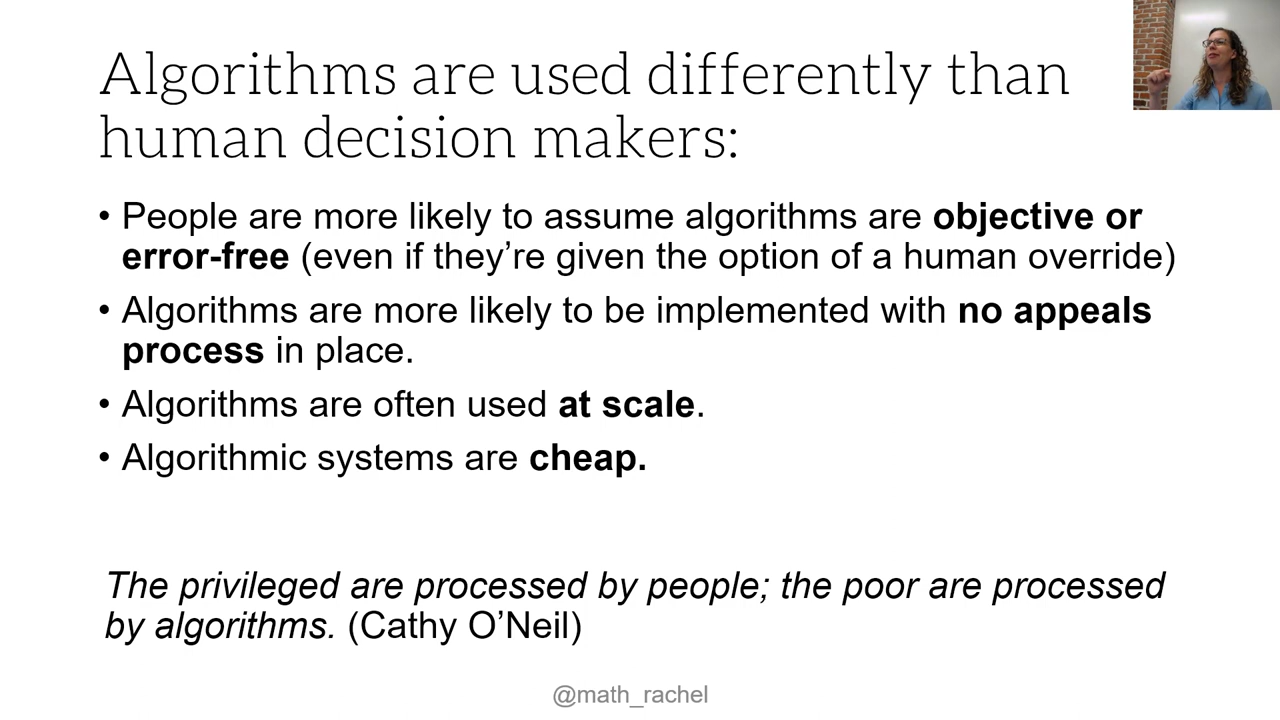 Algorithms are used differently than
human decision makers:
• People are more likely to assume algorithms are objective or
error-free (even if they’re given the option of a human override)
• Algorithms are more likely to be implemented with no appeals
process in place.
• Algorithms are often used at scale.
• Algorithmic systems are cheap.
The privileged are processed by people; the poor are processed
by algorithms. (Cathy O’Neil)
@math_rachel